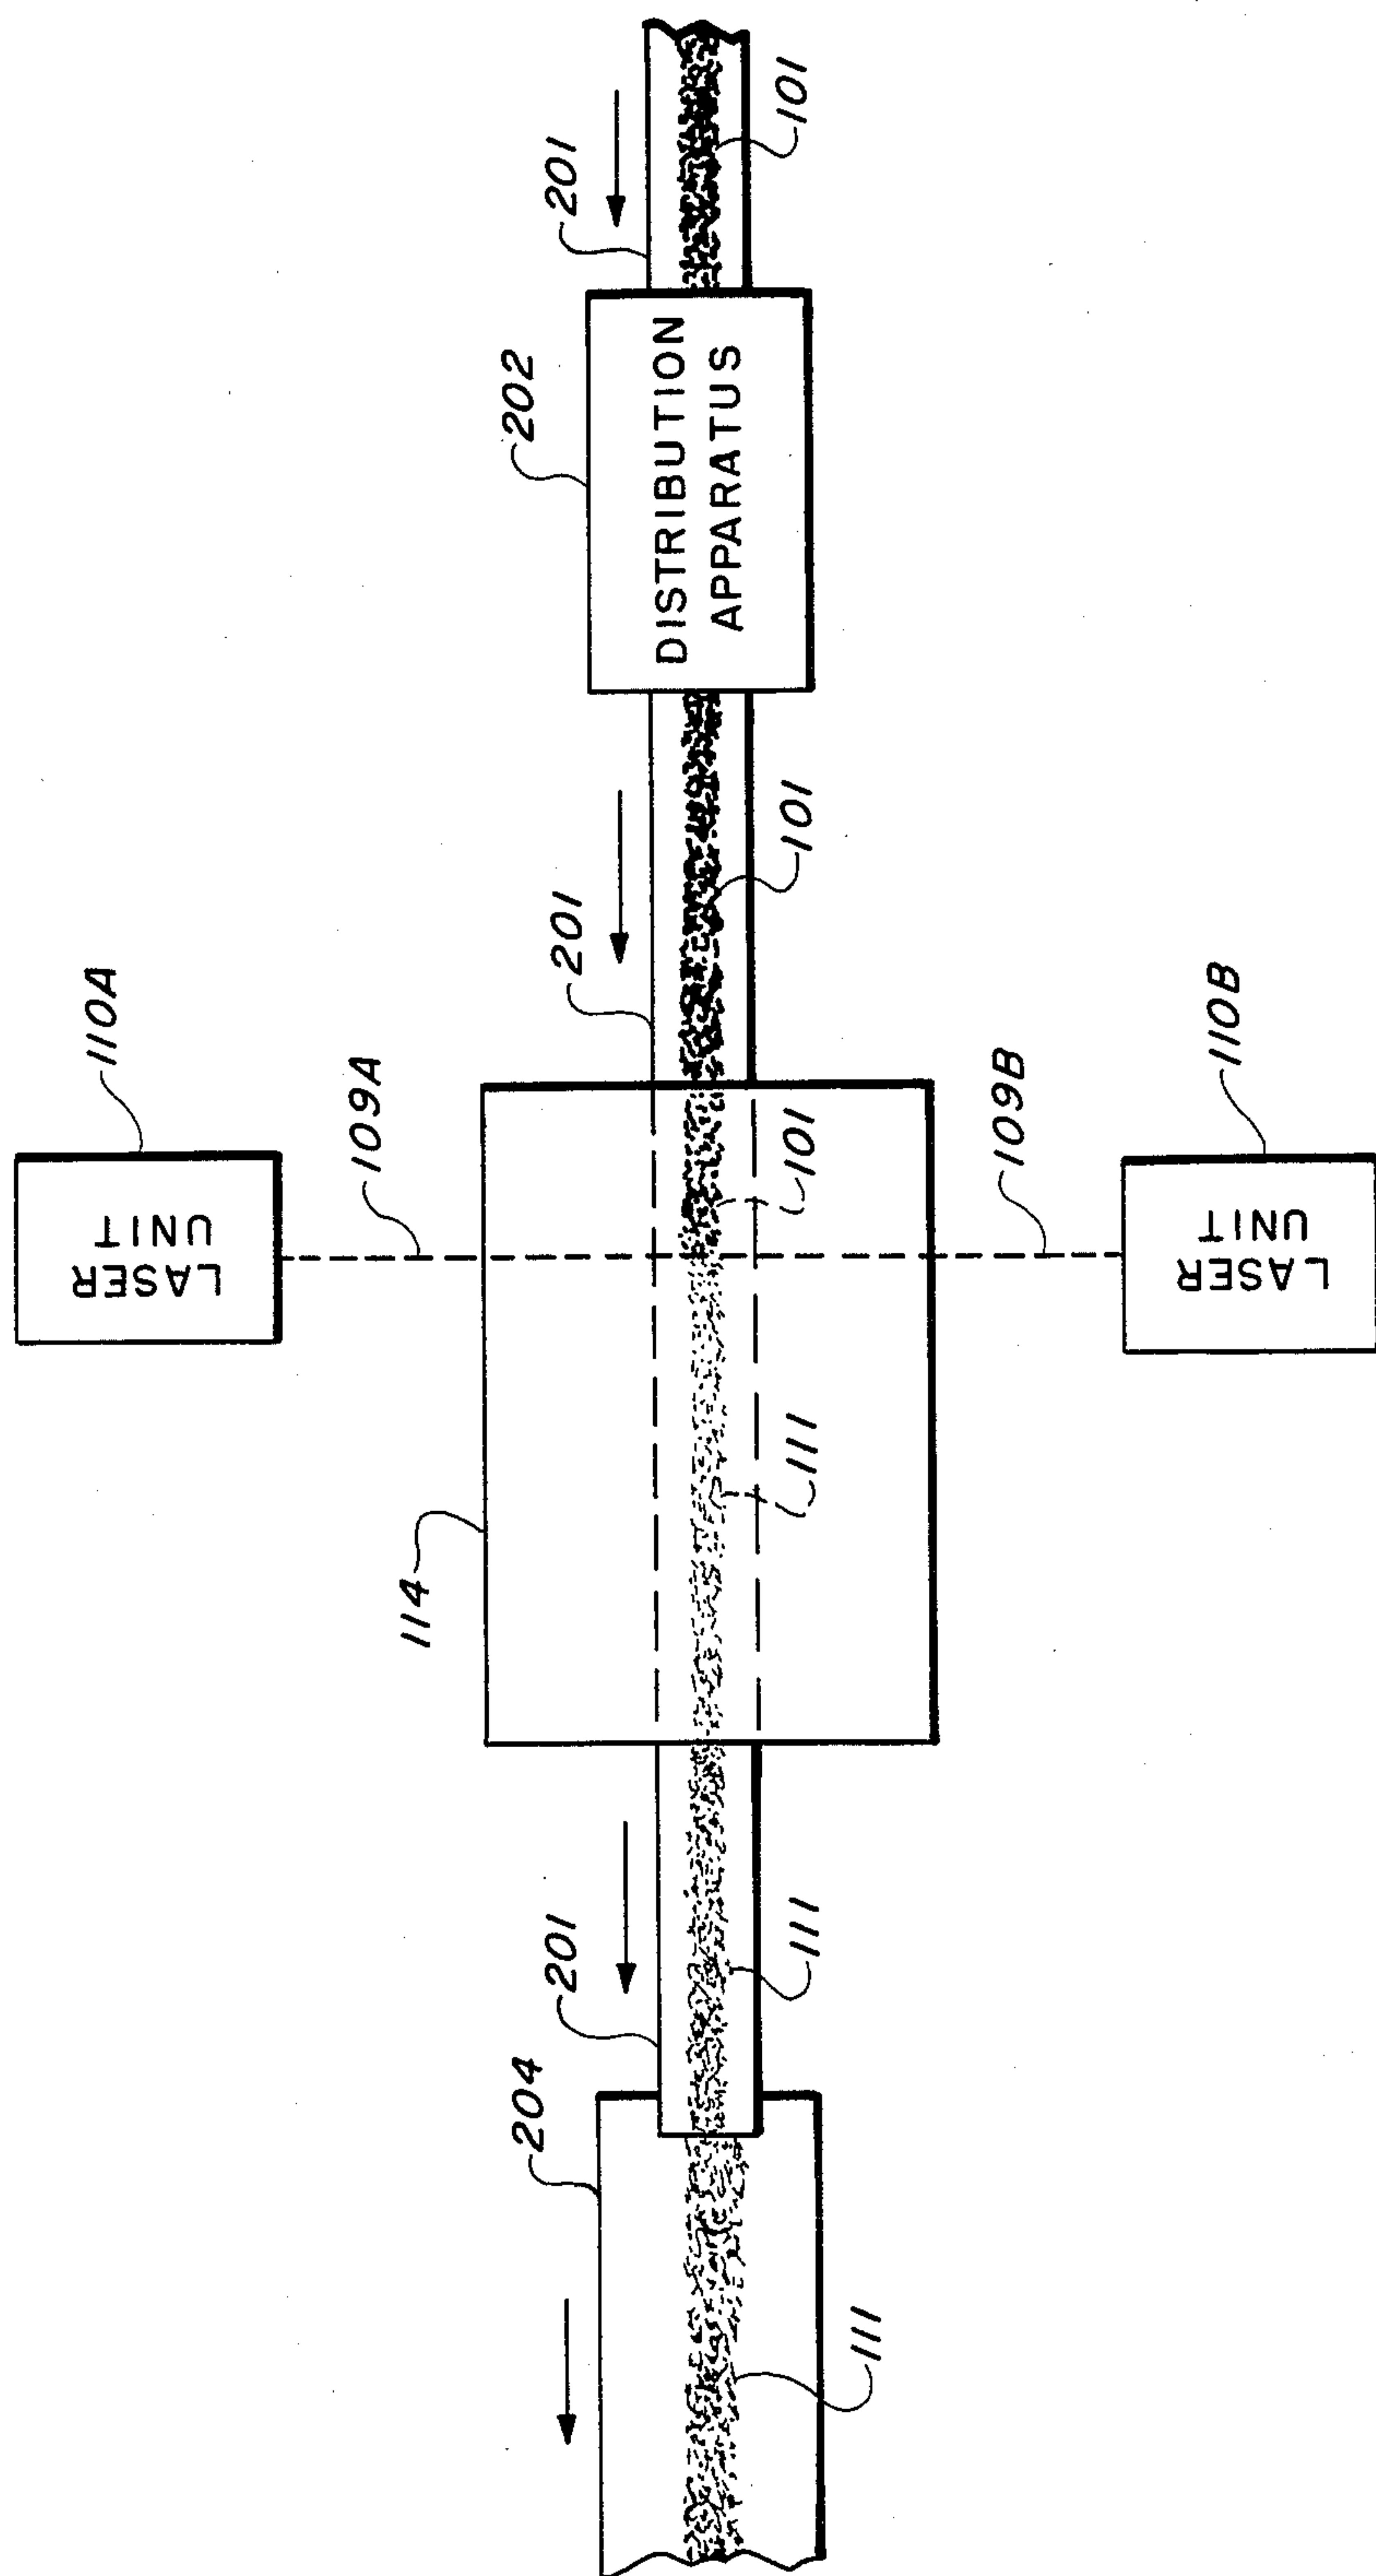 110A
LASER
UNIT
109A
114
204
201
201
202
201
DISTRIBUTION
APPARATUS
111
111
111
101
101
101
109B
LASER
UNIT
110B